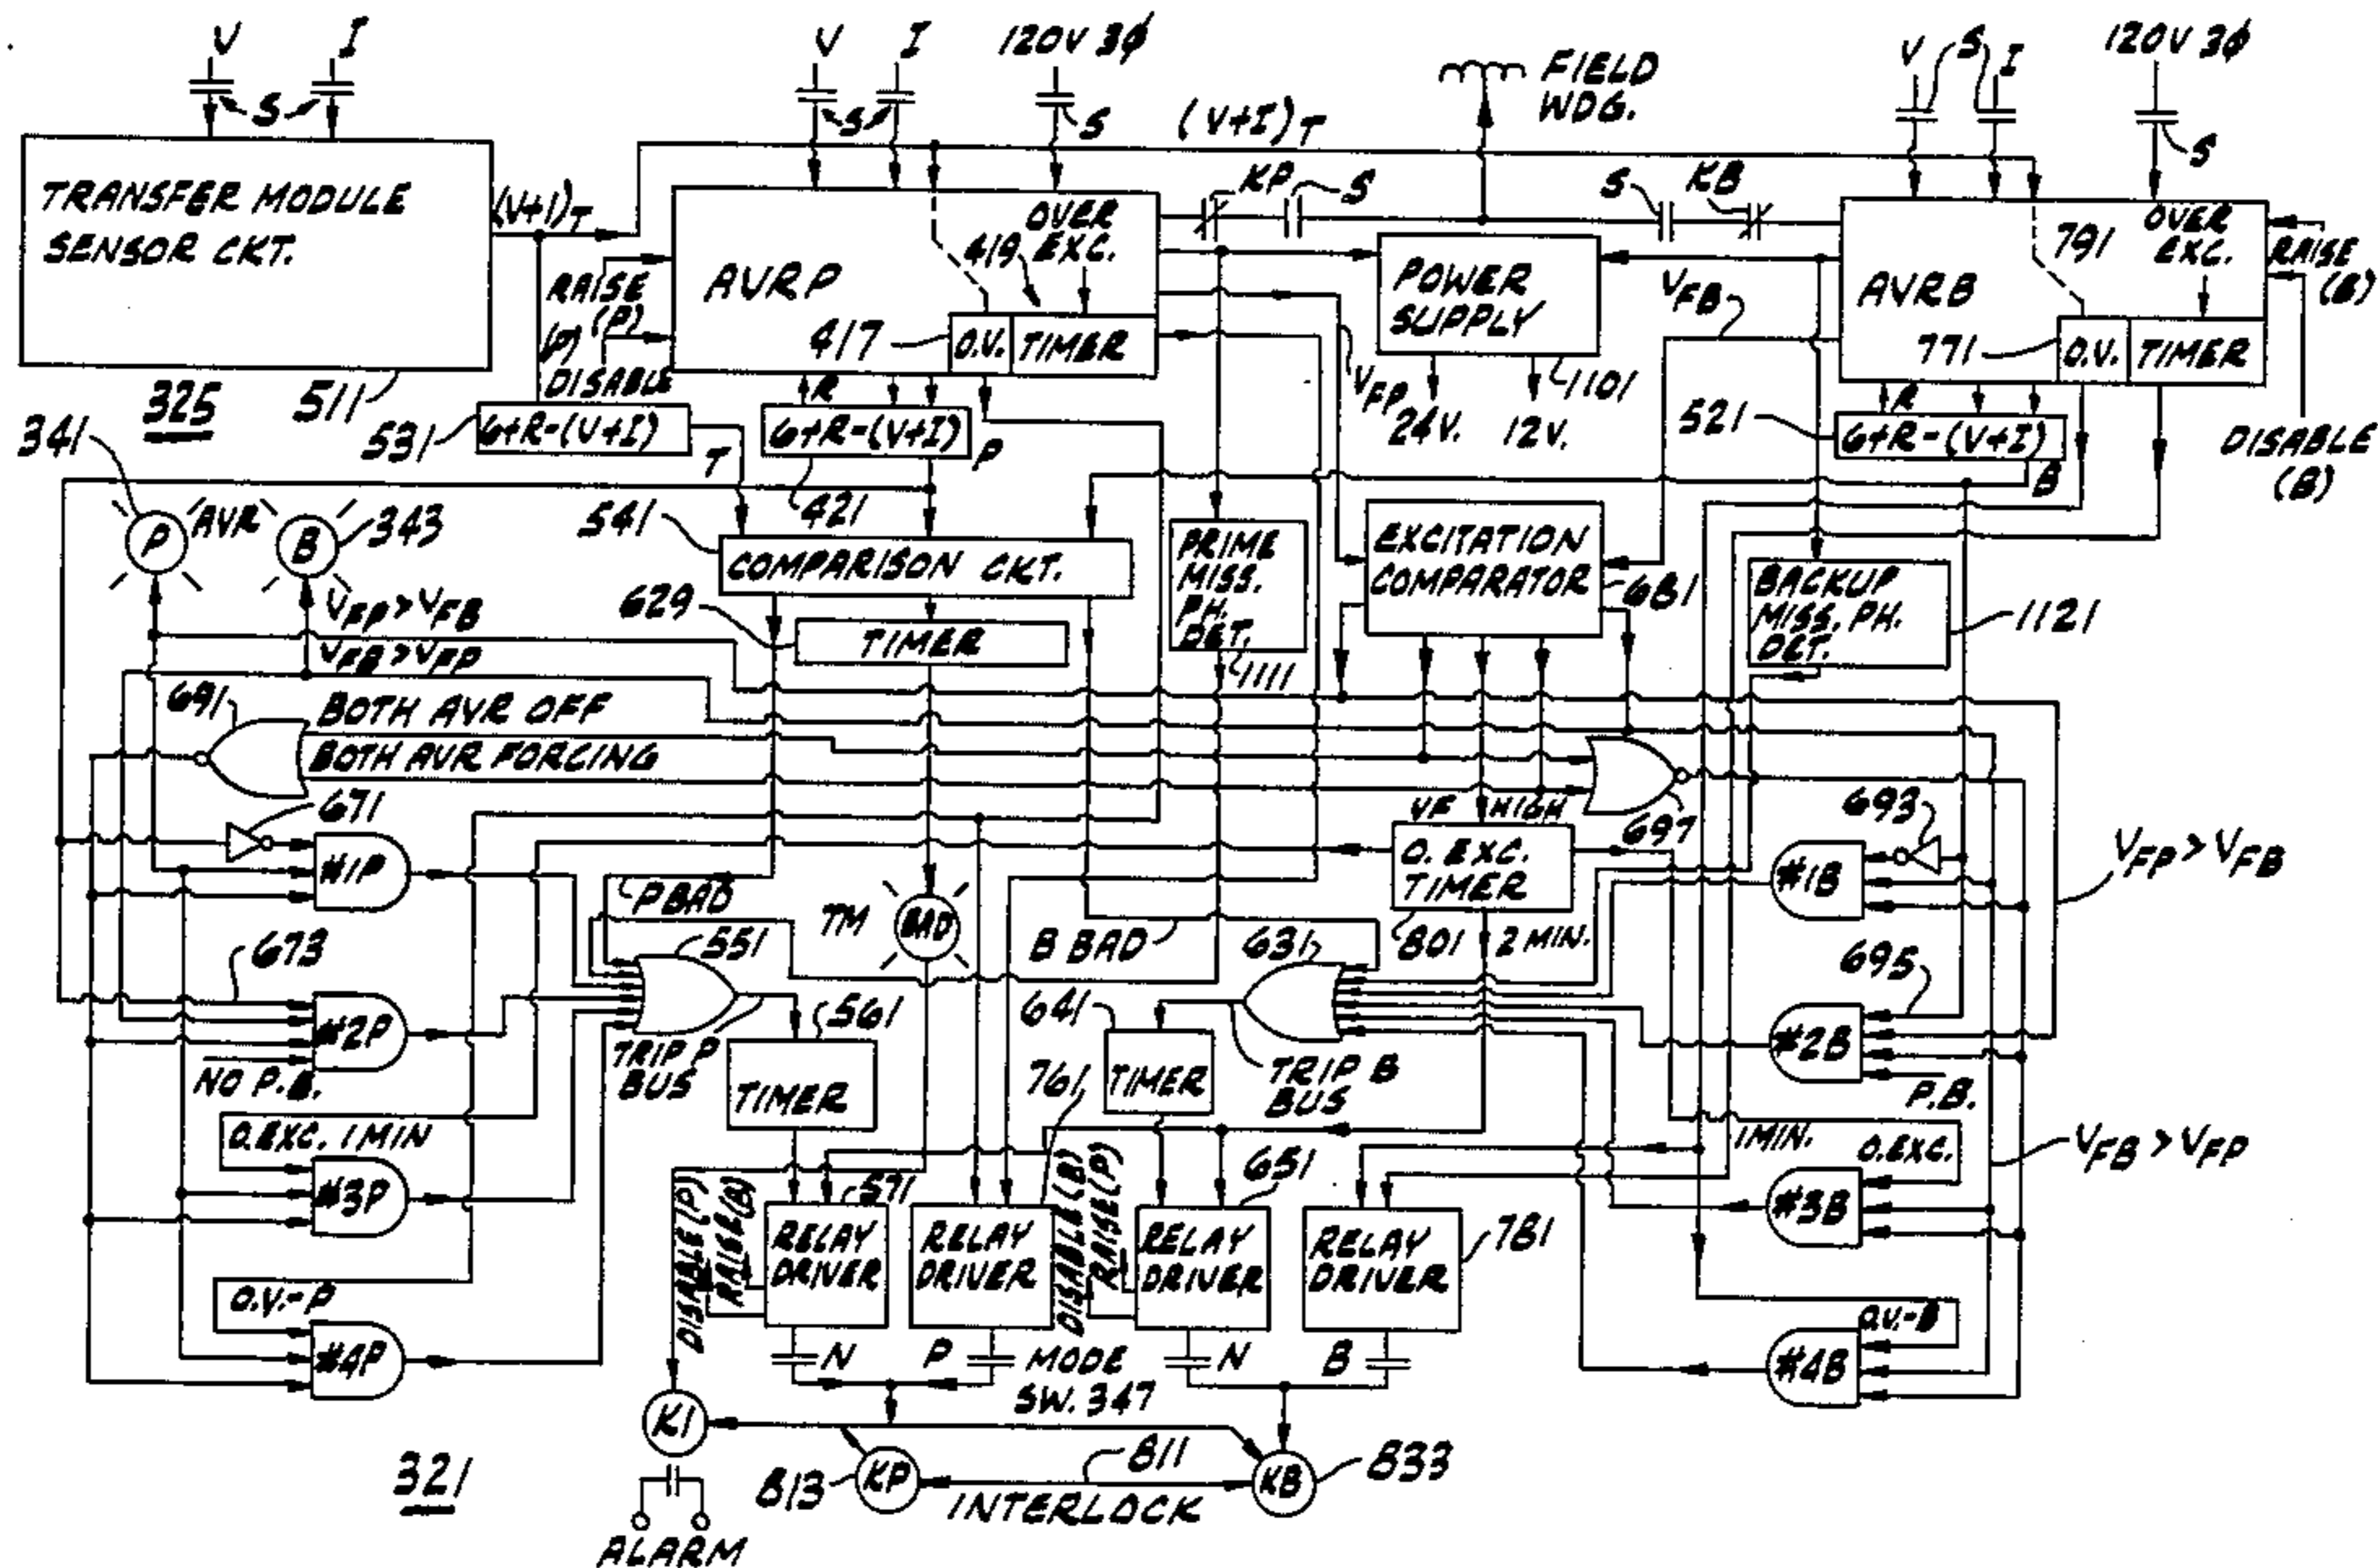 V
I
S
V
I
120V 3φ
S
S
(V+I)T
FIELD
WDG.
V
S
I
120V 3φ
S
TRANSFER MODULE
SENSOR CKT.
(V+I)T
RAISE
(P)
(P)
DISABLE
AVRP
419
OVER
EXC.
417
O.V.
TIMER
KP
S
S
KB
POWER
SUPPLY
VFP
24V.
12V.
1101
VFB
AVRB
791
OVER
EXC.
771
O.V.
TIMER
RAISE
(B)
DISABLE
(B)
325
511
531
6+R-(V+I)
T
R
6+R-(V+I)
P
421
521
R
6+R-(V+I)
B
341
P
AVR
B
343
541
COMPARISON CKT.
629
TIMER
PRIME
MISS.
PH.
DET.
1111
EXCITATION
COMPARATOR
681
BACKUP
MISS. PH.
DET.
1121
VFP > VFB
VFB > VFP
691
BOTH AVR OFF
BOTH AVR FORCING
671
#1P
VF HIGH
697
O. EXC.
TIMER
801
2 MIN.
693
#1B
VFP > VFB
P BAD
TM
BAD
B BAD
673
#2P
NO P.B.
551
TRIP P
BUS
561
TIMER
761
641
TIMER
631
TRIP B
BUS
695
#2B
P.B.
O.EXC. 1 MIN
#3P
1 MIN.
O.EXC.
#3B
VFB > VFP
DISABLE (P)
RAISE (B)
571
RELAY
DRIVER
RELAY
DRIVER
DISABLE (B)
RAISE (P)
651
RELAY
DRIVER
RELAY
DRIVER
781
O.V.-P
#4P
O.V.-B
#4B
N
P
MODE
SW. 347
N
B
K1
813
KP
811
INTERLOCK
KB
833
321
ALARM